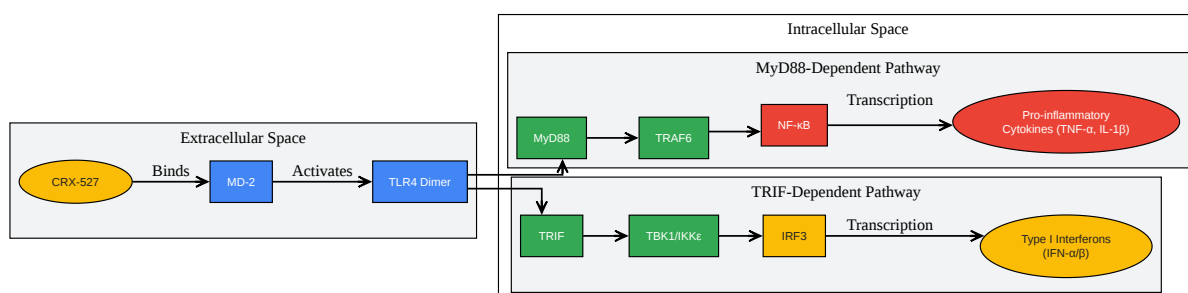 Intracellular Space
MyD88-Dependent Pathway
Transcription
MyD88
TRAF6
NF-κB
Pro-inflammatory
Cytokines (TNF-α, IL-1β)
Extracellular Space
CRX-527
Binds
MD-2
Activates
TLR4 Dimer
TRIF-Dependent Pathway
Transcription
TRIF
TBK1/IKKε
IRF3
Type I Interferons
(IFN-α/β)